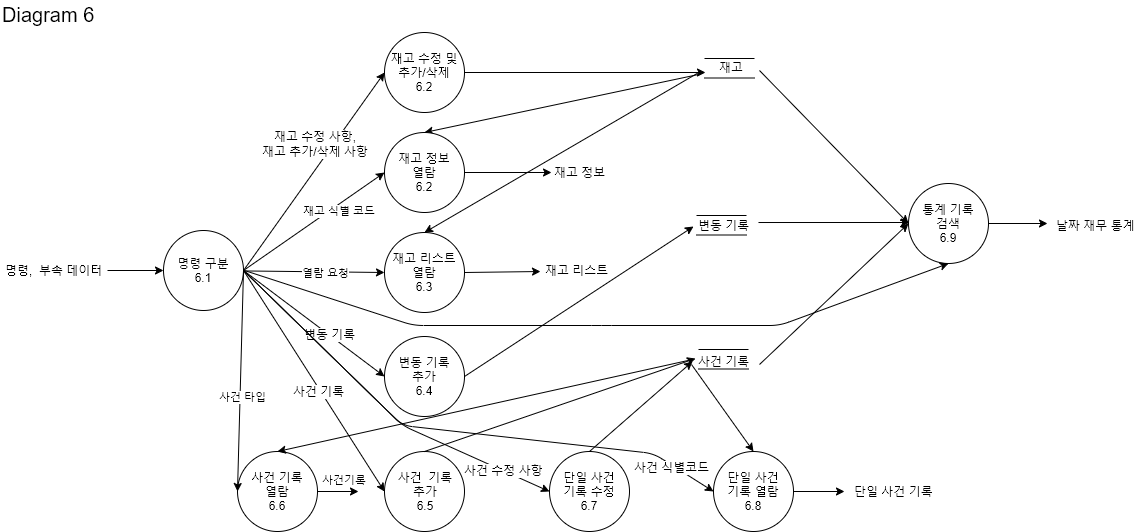 Diagram 6
재고 수정 및
추가/삭제
6.2
재고
재고 수정 사항,
재고 추가/삭제 사항
재고 정보
열람
6.2
재고 정보
재고 식별 코드
변동 기록
통계 기록
검색
6.9
날짜 재무 통계
명령, 부속 데이터
명령 구분
6.1
열람 요청
재고 리스트
열람
6.3
재고 리스트
변동 기록
변동 기록
추가
6.4
사건 기록
사건 타입
사건 기록
사건 기록
열람
6.6
사건기록
사건 기록
추가
6.5
사건 수정 사항
단일 사건
기록 수정
6.7
사건 식별코드
단일 사건
기록 열람
6.8
단일 사건 기록